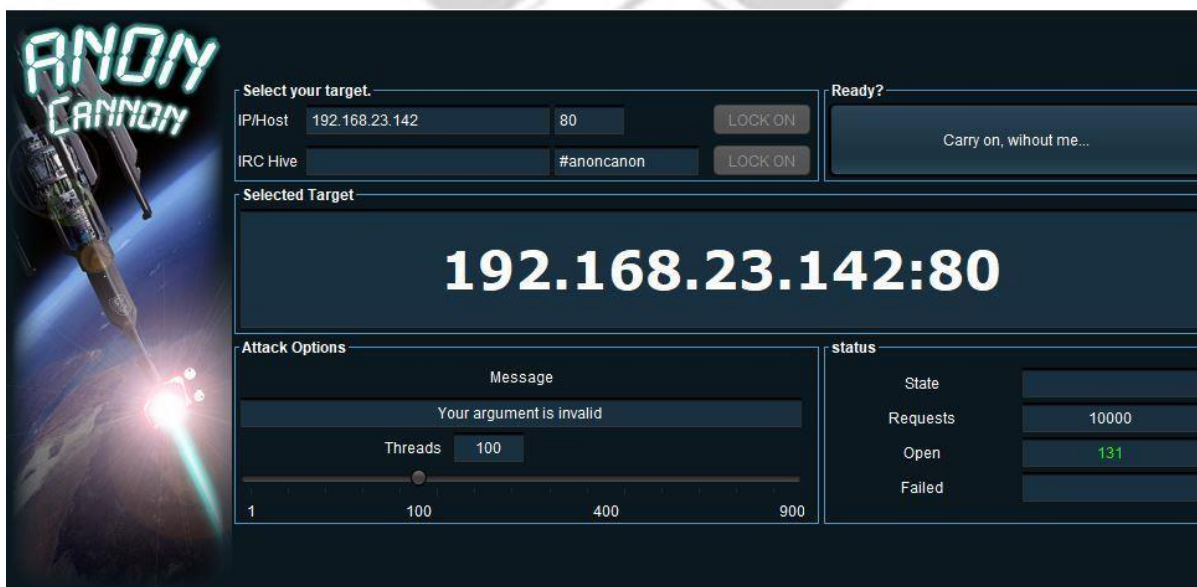 ANON
CANNON
Select your target.
IP/Host 192.168.23.142 80 LOCK ON
IRC Hive #anoncanon LOCK ON
Ready?
Carry on, wihout me...
Selected Target
192.168.23.142:80
Attack Options
Message
Your argument is invalid
Threads 100
1 100 400 900
status
State
Requests 10000
Open 131
Failed